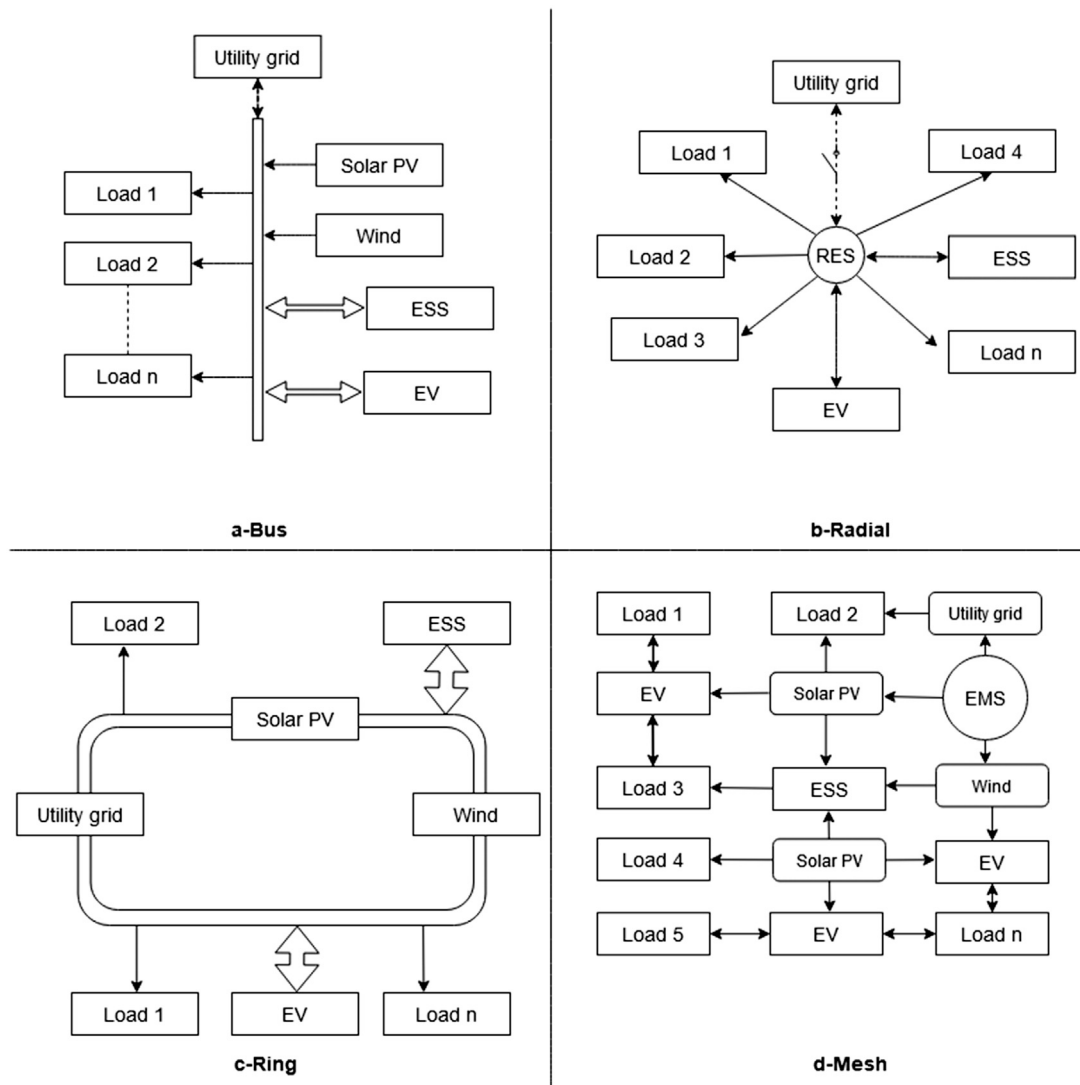 Utility grid
Solar PV
Load 1
Wind
Load 2
ESS
Load n
EV
a-Bus
Utility grid
Load 1
Load 4
RES
Load 2
ESS
Load 3
Load n
EV
b-Radial
Load 2
ESS
Solar PV
Utility grid
Wind
Load 1
EV
Load n
c-Ring
Load 1
Load 2
Utility grid
EV
Solar PV
EMS
Load 3
ESS
Wind
Load 4
Solar PV
EV
Load 5
EV
Load n
d-Mesh